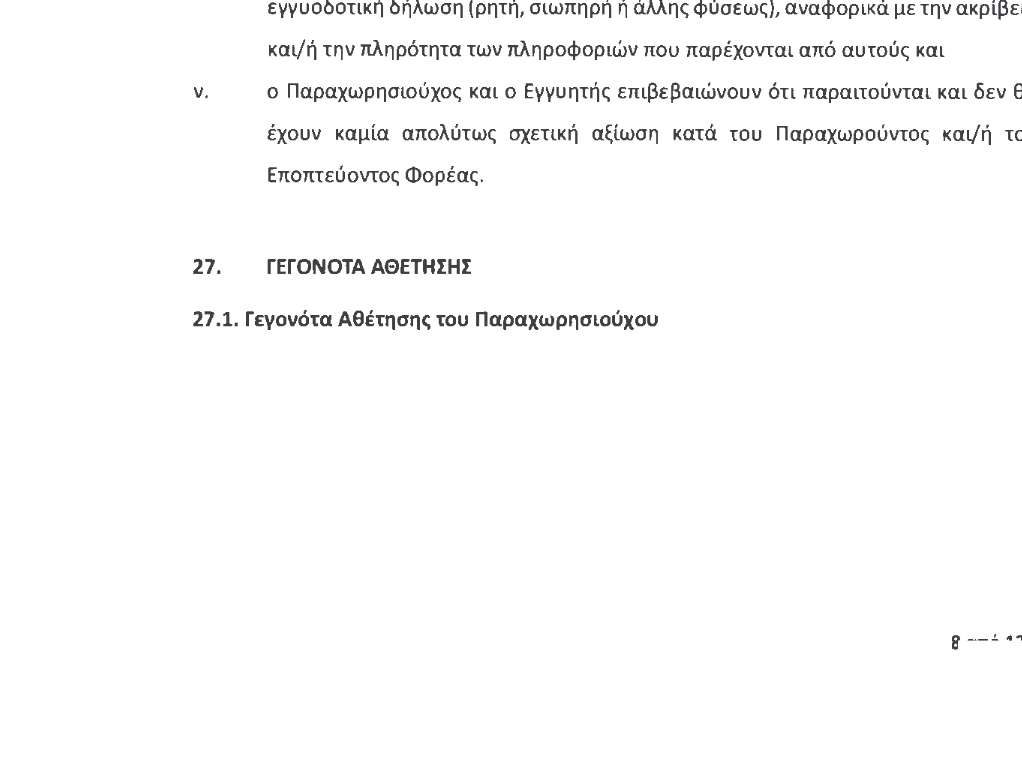 εγγυοδοτική δήλωση (ρητή, σιωπηρή ή άλλης φύσεως), αναφορικά με την
και/ή την πληρότητα των πληροφοριών που παρέχονται από αυτούς και
v. ο Παραχωρησιούχος και ο Εγγυητής επιβεβαιώνουν ότι παραιτούνται και δεν
έχουν καμία απολύτως σχετική αξίωση κατά του Παραχωρούντος και/ή
Εποπτεύοντος Φορέας.
27. ΓΕΓΟΝΟΤΑ ΑΘΕΤΗΣΗΣ
27.1. Γεγονότα Αθέτησης του Παραχωρησιούχου
8